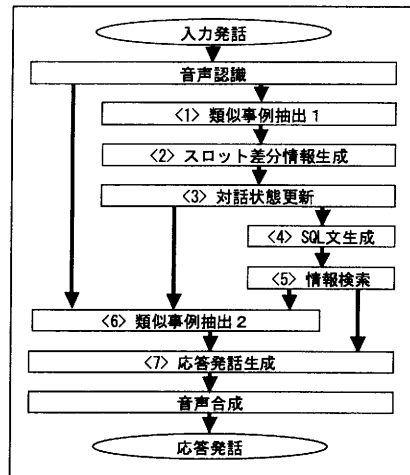 入力発話
音声認識
<1> 類似事例抽出1
<2> スロット差分情報生成
<3> 対話状態更新
<4> SQL文生成
<5> 情報検索
<6> 類似事例抽出2
<7> 応答発話生成
音声合成
応答発話